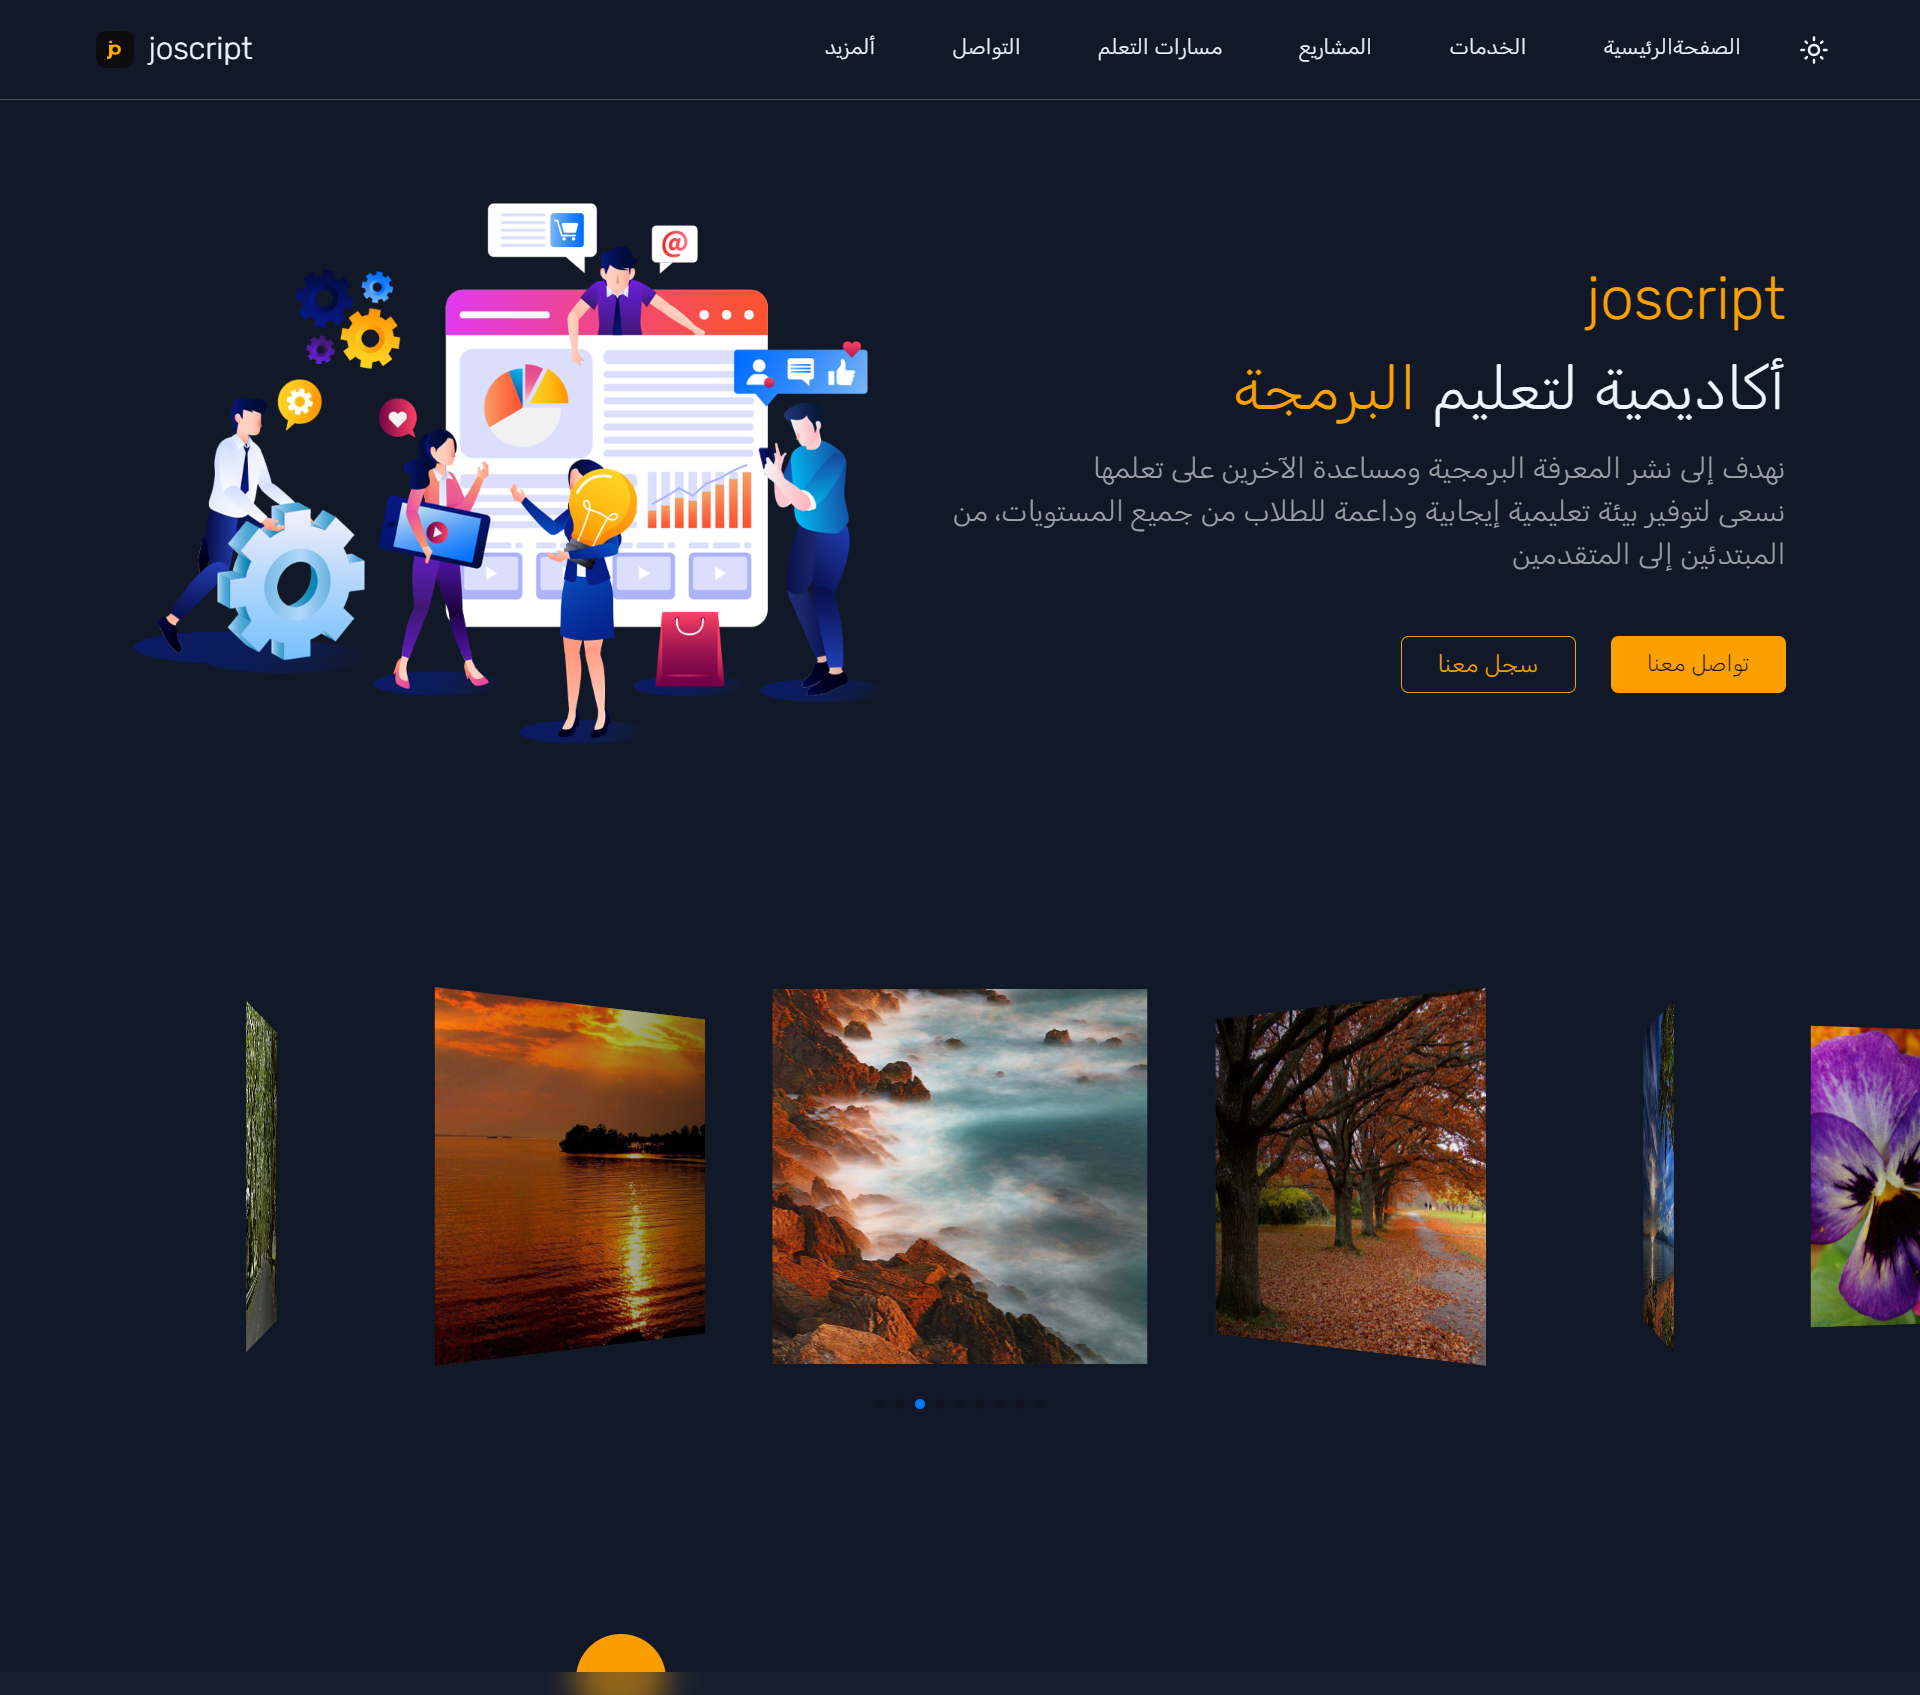 الصفحةالرئيسية
الخدمات
المشاريع
مسارات التعلم
التواصل
ألمزيد
jo joscript
joscript
أكاديمية لتعليم البرمجة
نهدف إلى نشر المعرفة البرمجية ومساعدة الآخرين على تعلمها
نسعى لتوفير بيئة تعليمية إيجابية وداعمة للطلاب من جميع المستويات، من
المبتدئين إلى المتقدمين
تواصل معنا
سجل معنا
@